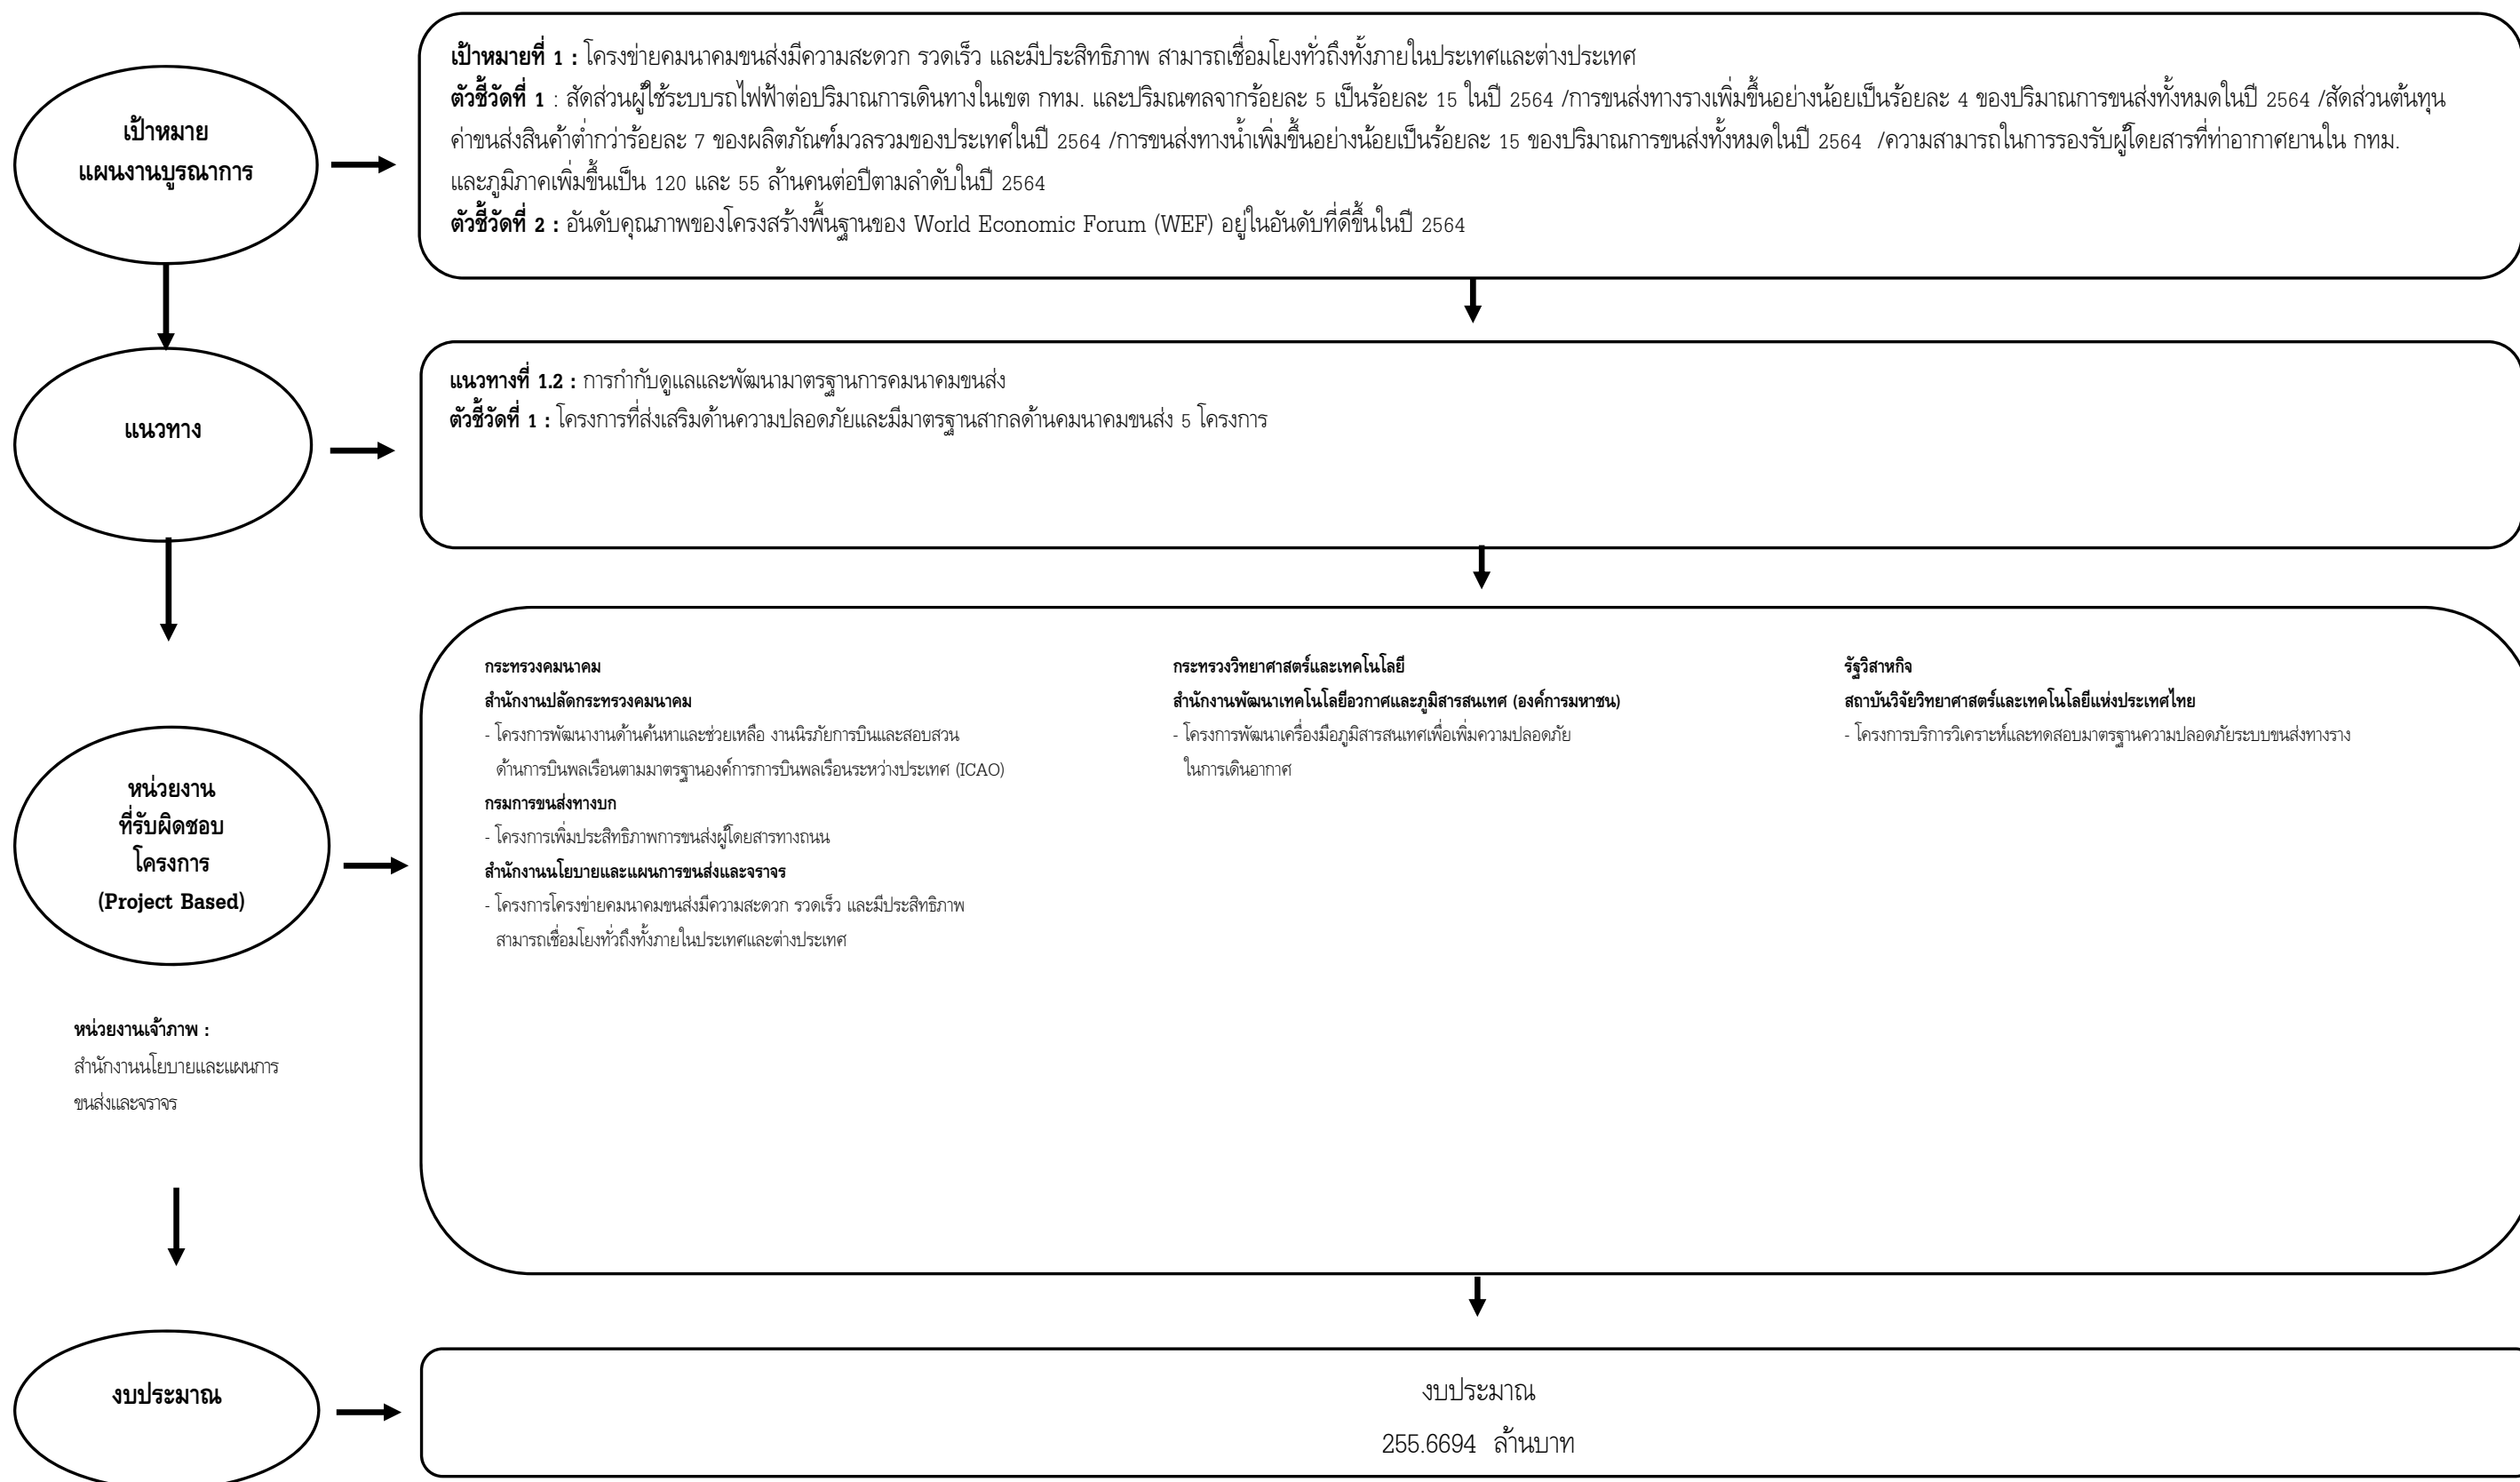 เป้าหมาย
แผนงานบูรณาการ
เป้าหมายที่ 1 : โครงข่ายคมนาคมขนส่งมีความสะดวก รวดเร็ว และมีประสิทธิภาพ สามารถเชื่อมโยงทั่วถึงทั้งภายในประเทศและต่างประเทศ
ตัวชี้วัดที่ 1 : สัดส่วนผู้ใช้ระบบรถไฟฟ้าต่อปริมาณการเดินทางในเขต กทม. และปริมณฑลจากร้อยละ 5 เป็นร้อยละ 15 ในปี 2564 /การขนส่งทางรางเพิ่มขึ้นอย่างน้อยเป็นร้อยละ 4 ของปริมาณการขนส่งทั้งหมดในปี 2564 /สัดส่วนต้นทุน
ค่าขนส่งสินค้าต่ำกว่าร้อยละ 7 ของผลิตภัณฑ์มวลรวมของประเทศในปี 2564 /การขนส่งทางน้ำเพิ่มขึ้นอย่างน้อยเป็นร้อยละ 15 ของปริมาณการขนส่งทั้งหมดในปี 2564 /ความสามารถในการรองรับผู้โดยสารที่ท่าอากาศยานใน กทม.
และภูมิภาคเพิ่มขึ้นเป็น 120 และ 55 ล้านคนต่อปีตามลำดับในปี 2564
ตัวชี้วัดที่ 2 : อันดับคุณภาพของโครงสร้างพื้นฐานของ World Economic Forum (WEF) อยู่ในอันดับที่ดีขึ้นในปี 2564
แนวทาง
แนวทางที่ 1.2 : การกำกับดูแลและพัฒนามาตรฐานการคมนาคมขนส่ง
ตัวชี้วัดที่ 1 : โครงการที่ส่งเสริมด้านความปลอดภัยและมีมาตรฐานสากลด้านคมนาคมขนส่ง 5 โครงการ
หน่วยงาน
ที่รับผิดชอบ
โครงการ
(Project Based)
หน่วยงานเจ้าภาพ :
สำนักงานนโยบายและแผนการ
ขนส่งและจราจร
กระทรวงคมนาคม
สำนักงานปลัดกระทรวงคมนาคม
- โครงการพัฒนางานด้านค้นหาและช่วยเหลือ งานนิรภัยการบินและสอบสวน
ด้านการบินพลเรือนตามมาตรฐานองค์การการบินพลเรือนระหว่างประเทศ (ICAO)
กรมการขนส่งทางบก
- โครงการเพิ่มประสิทธิภาพการขนส่งผู้โดยสารทางถนน
สำนักงานนโยบายและแผนการขนส่งและจราจร
- โครงการโครงข่ายคมนาคมขนส่งมีความสะดวก รวดเร็ว และมีประสิทธิภาพ
สามารถเชื่อมโยงทั่วถึงทั้งภายในประเทศและต่างประเทศ
กระทรวงวิทยาศาสตร์และเทคโนโลยี
สำนักงานพัฒนาเทคโนโลยีอวกาศและภูมิสารสนเทศ (องค์การมหาชน)
- โครงการพัฒนาเครื่องมือภูมิสารสนเทศเพื่อเพิ่มความปลอดภัย
ในการเดินอากาศ
รัฐวิสาหกิจ
สถาบันวิจัยวิทยาศาสตร์และเทคโนโลยีแห่งประเทศไทย
- โครงการบริการวิเคราะห์และทดสอบมาตรฐานความปลอดภัยระบบขนส่งทางราง
งบประมาณ
งบประมาณ
255.6694 ล้านบาท